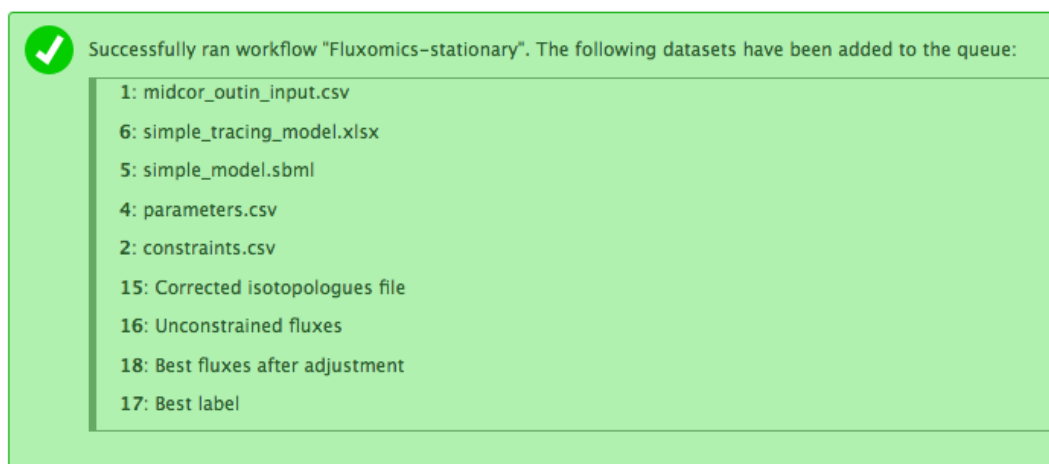 Successfully ran workflow "Fluxomics-stationary". The following datasets have been added to the queue:
1: midcor_outin_input.csv
6: simple_tracing_model.xlsx
5: simple_model.sbml
4: parameters.csv
2: constraints.csv
15: Corrected isotopologues file
16: Unconstrained fluxes
18: Best fluxes after adjustment
17: Best label